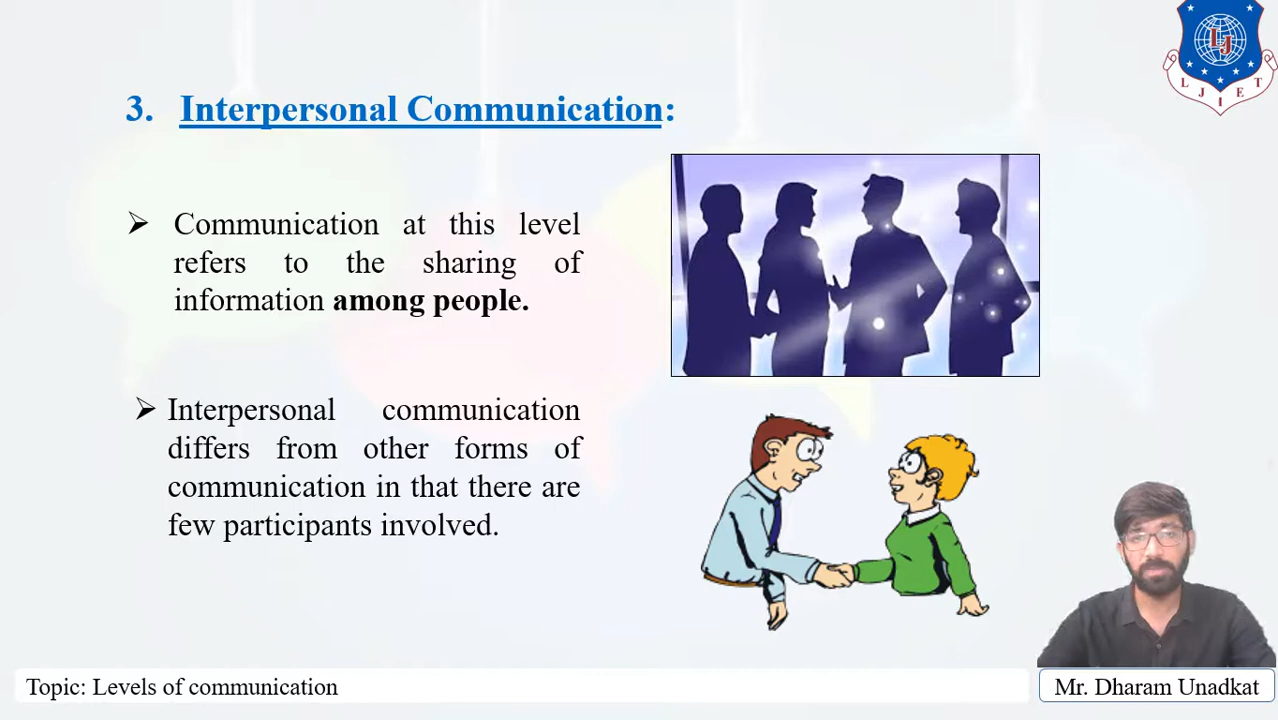 3. Interpersonal Communication:
➢ Communication at this level
refers to the sharing of
information among people.
➢ Interpersonal communication
differs from other forms of
communication in that there are
few participants involved.
LJ
L J I E T
Topic: Levels of communication
Mr. Dharam Unadkat